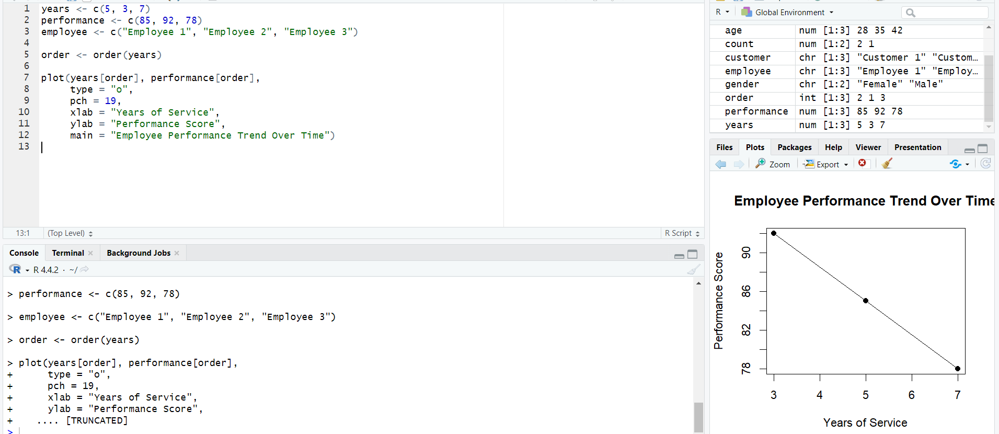 1 years <- c(5, 3, 7)
2 performance <- c(85, 92, 78)
3 employee <- c("Employee 1", "Employee 2", "Employee 3")
4
5 order <- order(years)
6
7 plot(years[order], performance[order],
8      type = "o",
9      pch = 19,
10      xlab = "Years of Service",
11      ylab = "Performance Score",
12      main = "Employee Performance Trend Over Time")
13
13:1 (Top Level) R Script
Console Terminal Background Jobs
R R 4.4.2 · ~/
> performance <- c(85, 92, 78)
> employee <- c("Employee 1", "Employee 2", "Employee 3")
> order <- order(years)
> plot(years[order], performance[order],
+      type = "o",
+      pch = 19,
+      xlab = "Years of Service",
+      ylab = "Performance Score",
+    .... [TRUNCATED]
>
R Global Environment
age num [1:3] 28 35 42
count num [1:2] 2 1
customer chr [1:3] "Customer 1" "Custom…
employee chr [1:3] "Employee 1" "Employ…
gender chr [1:2] "Female" "Male"
order int [1:3] 2 1 3
performance num [1:3] 85 92 78
years num [1:3] 5 3 7
Files Plots Packages Help Viewer Presentation
Zoom Export
Employee Performance Trend Over Time
Performance Score
90
86
82
78
3 4 5 6 7
Years of Service